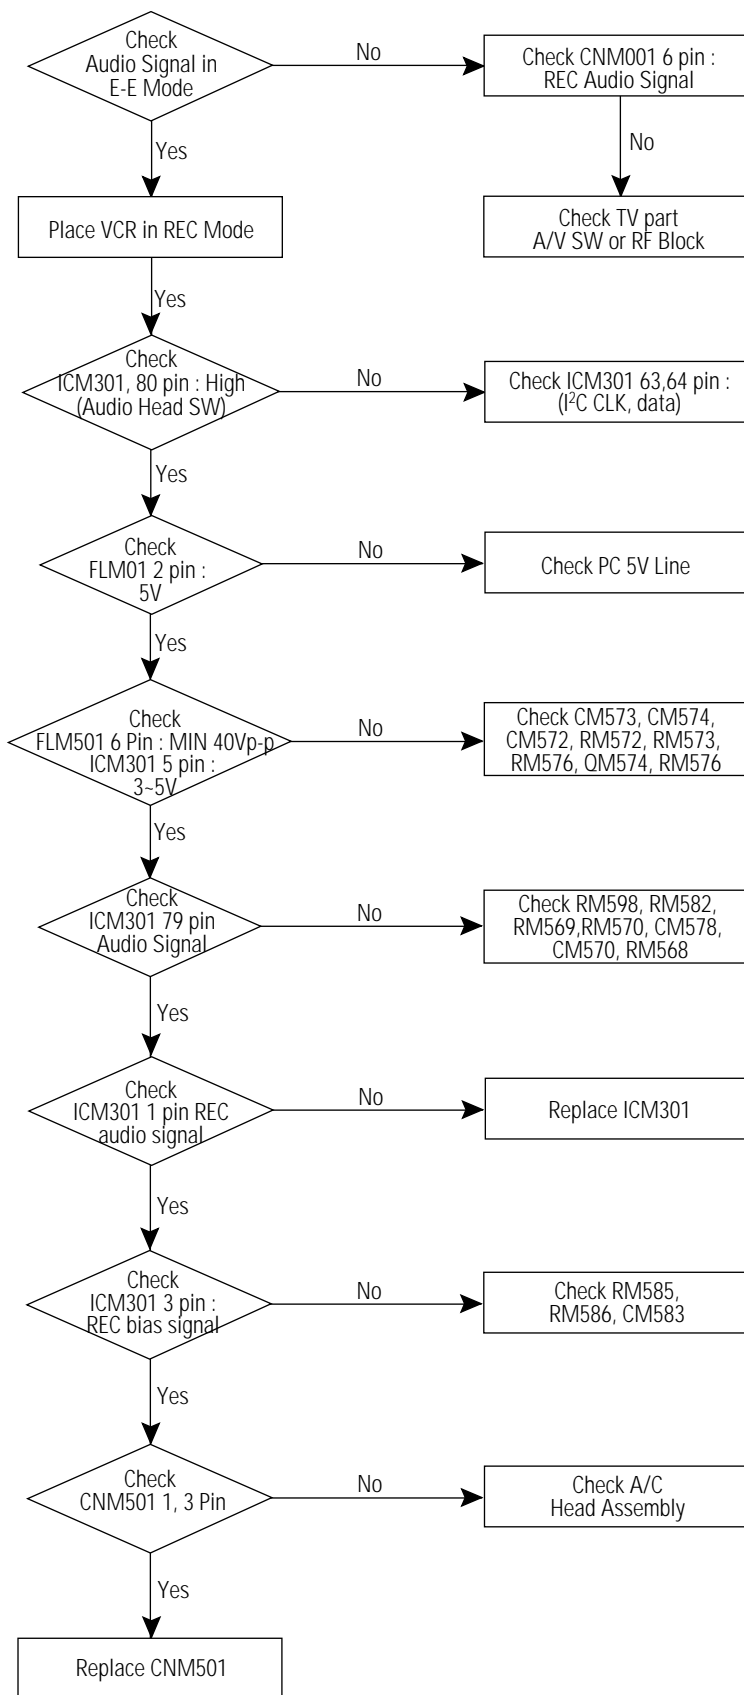 Check
Audio Signal in
E-E Mode
No
Check CNM001 6 pin :
REC Audio Signal
Yes
No
Place VCR in REC Mode
Check TV part
A/V SW or RF Block
Yes
Check
ICM301, 80 pin : High
(Audio Head SW)
No
Check ICM301 63,64 pin :
(I²C CLK, data)
Yes
Check
FLM01 2 pin :
5V
No
Check PC 5V Line
Yes
Check
FLM501 6 Pin : MIN 40Vp-p
ICM301 5 pin :
3~5V
No
Check CM573, CM574,
CM572, RM572, RM573,
RM576, QM574, RM576
Yes
Check
ICM301 79 pin
Audio Signal
No
Check RM598, RM582,
RM569,RM570, CM578,
CM570, RM568
Yes
Check
ICM301 1 pin REC
audio signal
No
Replace ICM301
Yes
Check
ICM301 3 pin :
REC bias signal
No
Check RM585,
RM586, CM583
Yes
Check
CNM501 1, 3 Pin
No
Check A/C
Head Assembly
Yes
Replace CNM501